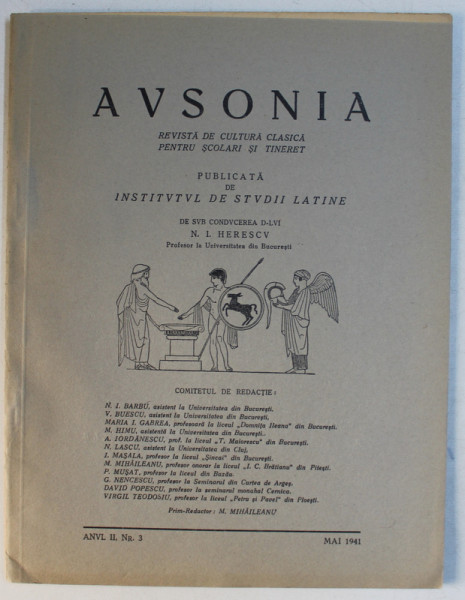 AVSONIA
REVISTĂ DE CULTURA CLASICĂ
PENTRU ȘCOLARI ȘI TINERET
PUBLICATĂ
DE
INSTITVTVL DE STVDII LATINE
DE SVB CONDVCEREA D-LVI
N. I. HERESCV
Profesor la Universitatea din București
COMITETUL DE REDACȚIE:
N. I. BARBU, asistent la Universitatea din București.
V. BUESCU, asistent la Universitatea din București,
MARIA I. GABREA, profesoară la liceul „Domnița Ileana" din București.
M. HIMU, asistentă la Universitatea din București.
A. IORDĂNESCU, prof. la liceul „T. Maiorescu" din București.
N. LASCU, asistent la Universitatea din Cluj.
I. MAȘALA, profesor la liceul „Șincai" din București.
M. MIHĂILEANU, profesor onorar la liceul „I. C. Brătianu" din Pitești.
P. MUȘAT, profesor la liceul din Buzău.
G. NENCESCU, profesor la Seminarul din Curtea de Argeș.
DAVID POPESCU, profesor la seminarul monahal Cernica.
VIRGIL TEODOSIU, profesor la liceul „Petru și Pavel" din Ploești.
Prim-Redactor: M. MIHĂILEANU
ANVL II, NR. 3
MAI 1941